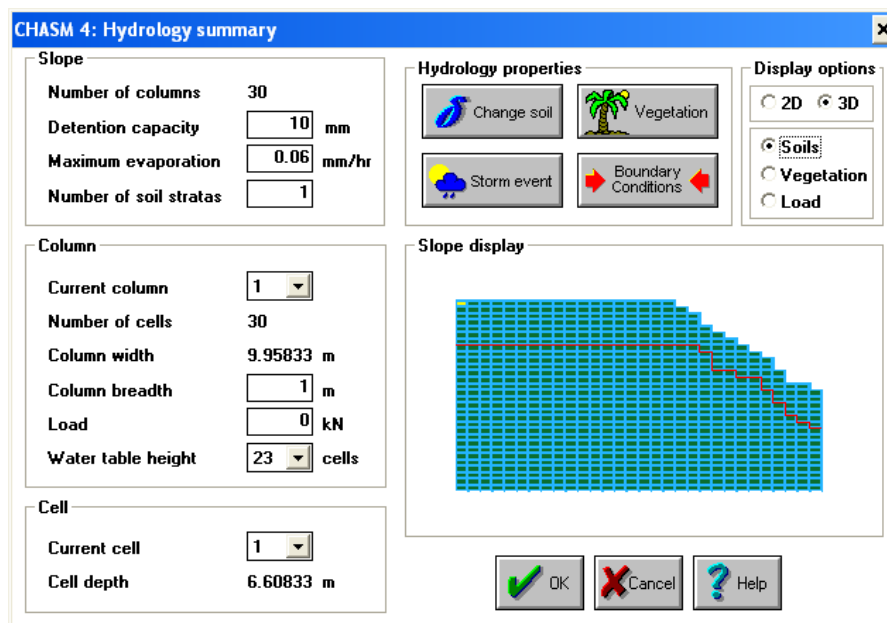 CHASM 4: Hydrology summary
Slope
Number of columns 30
Detention capacity 10 mm
Maximum evaporation 0.06 mm/hr
Number of soil stratas 1
Hydrology properties
Change soil
Vegetation
Storm event
Boundary
Conditions
Display options
2D 3D
Soils
Vegetation
Load
Column
Current column 1
Number of cells 30
Column width 9.95833 m
Column breadth 1 m
Load 0 kN
Water table height 23 cells
Slope display
Cell
Current cell 1
Cell depth 6.60833 m
OK
Cancel
Help